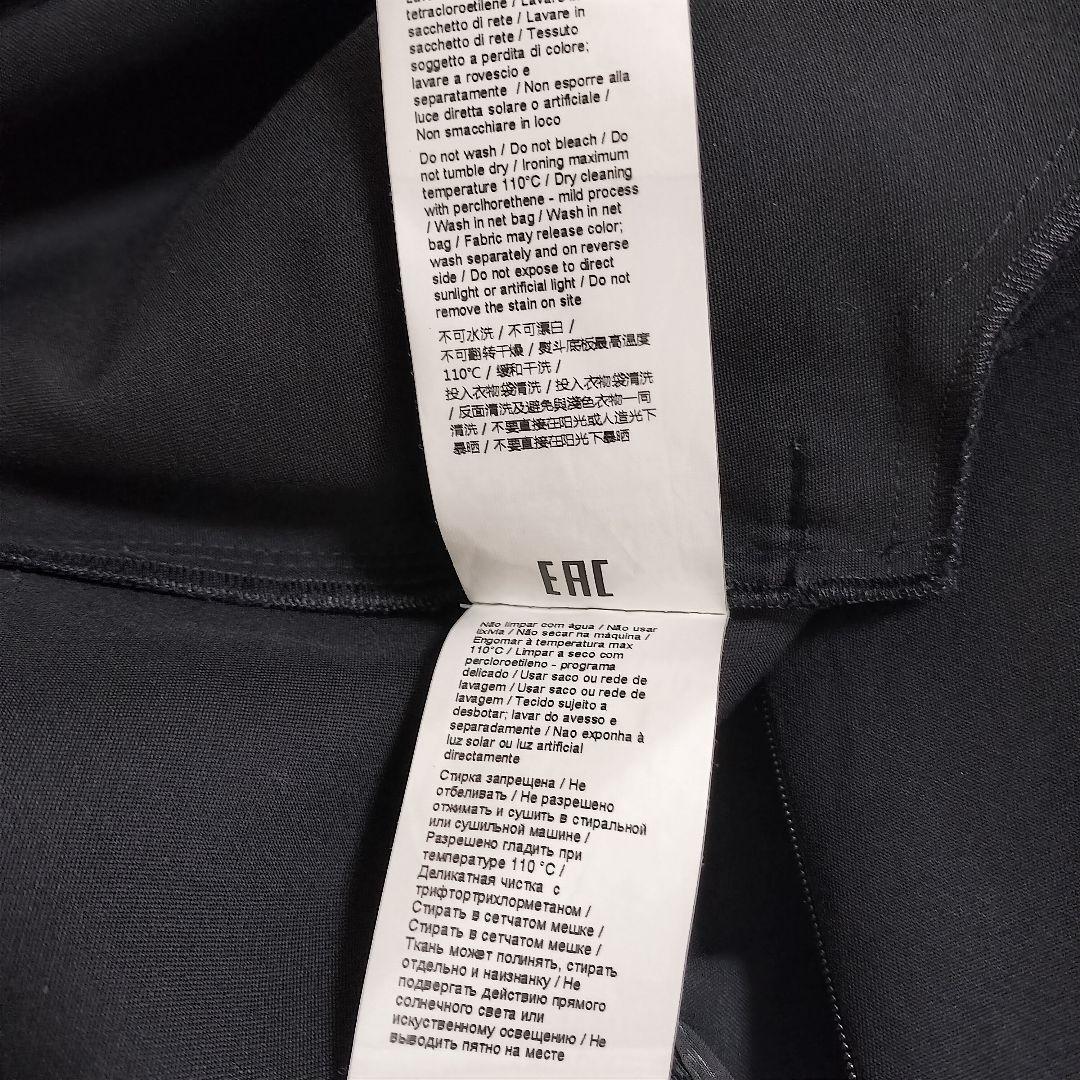 tetracloroetilene / Lavare in
sacchetto di rete / Lavare in
sacchetto di rete / Tessuto
soggetto a perdita di colore;
lavare a rovescio e
separatamente / Non esporre alla
luce diretta solare o artificiale /
Non smacchiare in loco
Do not wash / Do not bleach / Do
not tumble dry / Ironing maximum
temperature 110°C / Dry cleaning
with perclhorethene - mild process
/ Wash in net bag / Wash in net
bag / Fabric may release color;
wash separately and on reverse
side / Do not expose to direct
sunlight or artificial light / Do not
remove the stain on site
不可水洗 / 不可漂白 /
不可翻转干燥 / 熨斗底板最高温度
110°C / 缓和干洗 /
投入衣物袋清洗 / 投入衣物袋清洗
/ 反面清洗及避免與淺色衣物一同
清洗 / 不要直接在阳光或人造光下
暴晒 / 不要直接在阳光下暴晒
EAC
Não limpar com água / Não usar
lixívia / Não secar na máquina /
Engomar à temperatura max
110°C / Limpar a seco com
percloroetileno - programa
delicado / Usar saco ou rede de
lavagem / Usar saco ou rede de
lavagem / Tecido sujeito a
desbotar; lavar do avesso e
separadamente / Nao exponha à
luz solar ou luz artificial
directamente
Стирка запрещена / Не
отбеливать / Не разрешено
отжимать и сушить в стиральной
или сушильной машине /
Разрешено гладить при
температуре 110 °C /
Деликатная чистка с
трифтортрихлорметаном /
Стирать в сетчатом мешке /
Стирать в сетчатом мешке /
Ткань может полинять, стирать
отдельно и наизнанку / Не
подвергать действию прямого
солнечного света или
искуственному освещению / Не
выводить пятно на месте